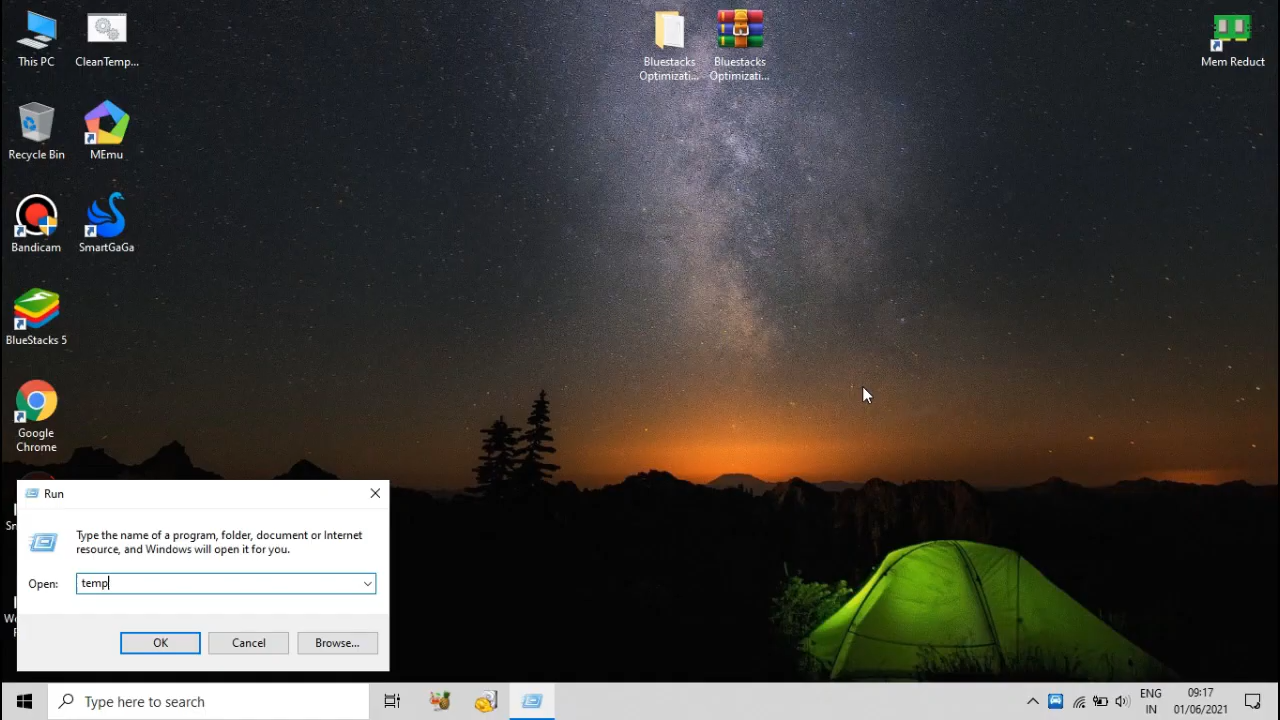 This PC
CleanTemp...
Bluestacks
Optimizati...
Bluestacks
Optimizati...
Mem Reduct
Recycle Bin
MEmu
Bandicam
SmartGaGa
BlueStacks 5
Google
Chrome
Run
Type the name of a program, folder, document or Internet
resource, and Windows will open it for you.
Open:
temp
OK
Cancel
Browse...
Type here to search
ENG
IN
09:17
01/06/2021